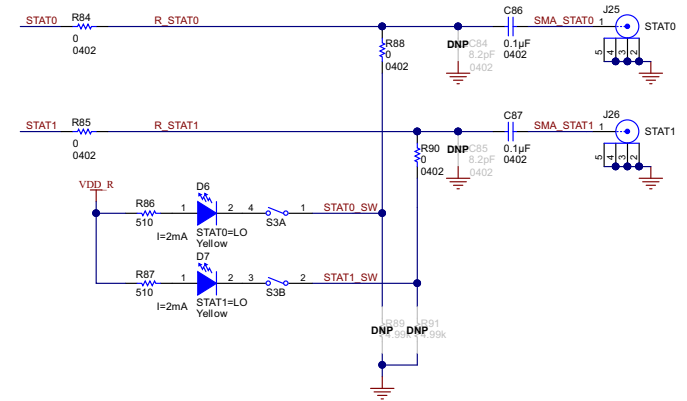 C86
J25
STAT0
R84
R_STAT0
SMA_STAT0
1
STAT0
0
0402
R88
0
0402
DNP
C84
8.2pF
0402
0.1µF
0402
5
4
3
2
C87
J26
STAT1
R85
R_STAT1
SMA_STAT1
1
STAT1
0
0402
R90
0
0402
DNP
C85
8.2pF
0402
0.1µF
0402
5
4
3
2
VDD_R
D6
R86
510
1
2
4
1
STAT0_SW
S3A
I=2mA
STAT0=LO
Yellow
D7
R87
510
1
2
3
2
STAT1_SW
S3B
I=2mA
STAT1=LO
Yellow
DNP
R89
4.99k
DNP
R91
4.99k